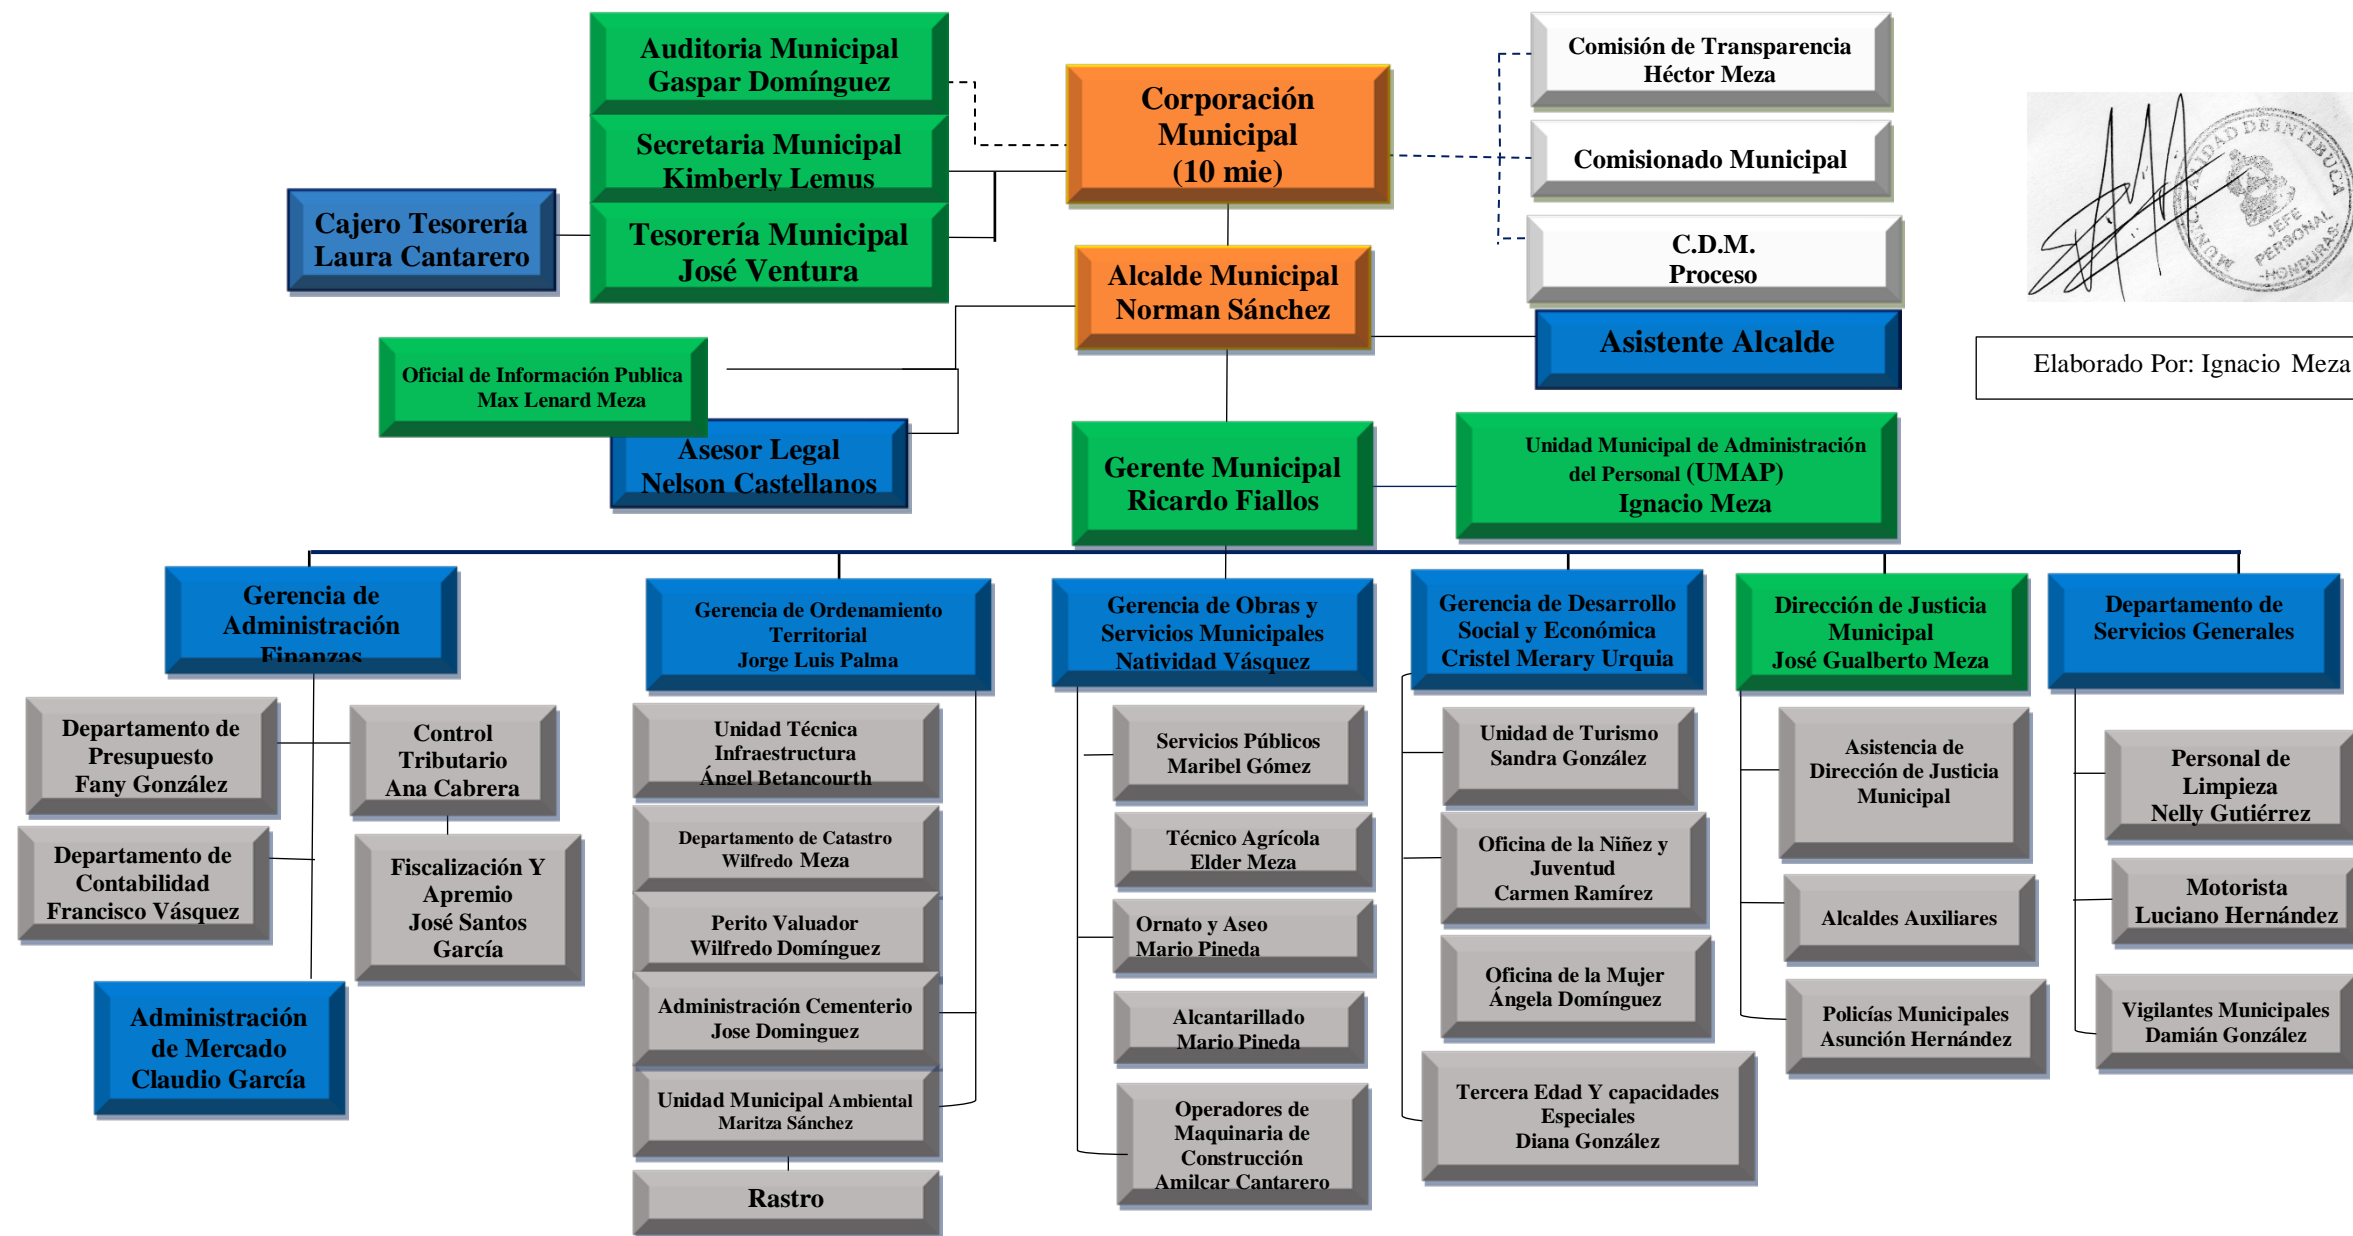 Auditoria Municipal
Gaspar Domínguez
Secretaria Municipal
Kimberly Lemus
Tesorería Municipal
José Ventura
Cajero Tesorería
Laura Cantarero
Corporación
Municipal
(10 mie)
Alcalde Municipal
Norman Sánchez
Comisión de Transparencia
Héctor Meza
Comisionado Municipal
C.D.M.
Proceso
Asistente Alcalde
MUNICIPALIDAD DE INTIBUCA
JEFE
PERSONAL
-HONDURAS-
Elaborado Por: Ignacio Meza
Oficial de Información Publica
Max Lenard Meza
Asesor Legal
Nelson Castellanos
Gerente Municipal
Ricardo Fiallos
Unidad Municipal de Administración
del Personal (UMAP)
Ignacio Meza
Gerencia de
Administración
Finanzas
Gerencia de Ordenamiento
Territorial
Jorge Luis Palma
Gerencia de Obras y
Servicios Municipales
Natividad Vásquez
Gerencia de Desarrollo
Social y Económica
Cristel Merary Urquia
Dirección de Justicia
Municipal
José Gualberto Meza
Departamento de
Servicios Generales
Departamento de
Presupuesto
Fany González
Control
Tributario
Ana Cabrera
Departamento de
Contabilidad
Francisco Vásquez
Fiscalización Y
Apremio
José Santos
García
Administración
de Mercado
Claudio García
Unidad Técnica
Infraestructura
Ángel Betancourth
Departamento de Catastro
Wilfredo Meza
Perito Valuador
Wilfredo Domínguez
Administración Cementerio
Jose Dominguez
Unidad Municipal Ambiental
Maritza Sánchez
Rastro
Servicios Públicos
Maribel Gómez
Técnico Agrícola
Elder Meza
Ornato y Aseo
Mario Pineda
Alcantarillado
Mario Pineda
Operadores de
Maquinaria de
Construcción
Amilcar Cantarero
Unidad de Turismo
Sandra González
Oficina de la Niñez y
Juventud
Carmen Ramírez
Oficina de la Mujer
Ángela Domínguez
Tercera Edad Y capacidades
Especiales
Diana González
Asistencia de
Dirección de Justicia
Municipal
Alcaldes Auxiliares
Policías Municipales
Asunción Hernández
Personal de
Limpieza
Nelly Gutiérrez
Motorista
Luciano Hernández
Vigilantes Municipales
Damián González